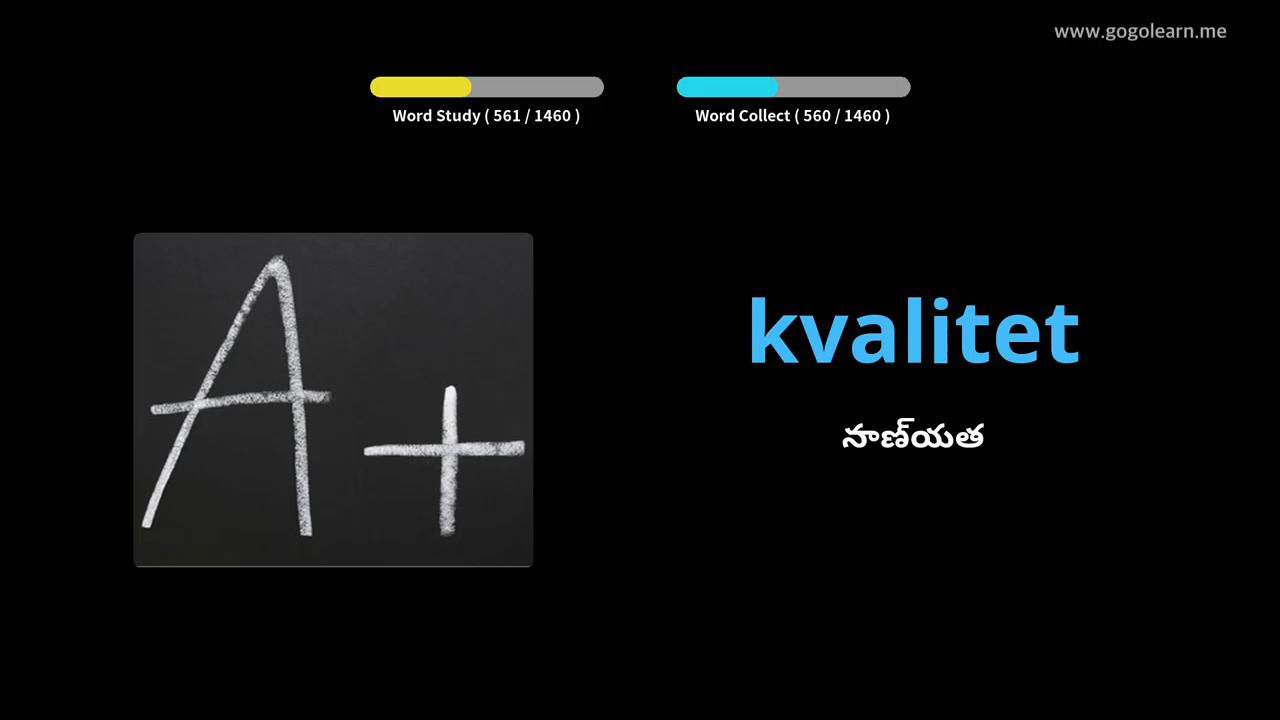 www.gogolearn.me
Word Study ( 561 / 1460 )
Word Collect ( 560 / 1460 )
A+
kvalitet
నాణ్‌యత